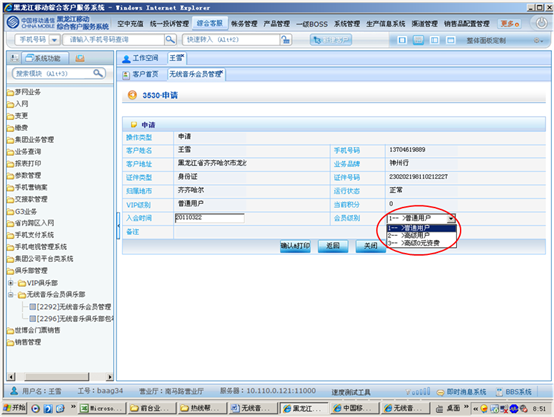 黑龙江移动综合客户服务系统 - Microsoft Internet Explorer
中国移动通信 黑龙江移动
CHINA MOBILE 综合客户服务系统
空中充值 统一投诉管理 综合客服 帐务管理 产品管理 一级BOSS 系统管理 生产信息系统 渠道管理 销售品配置管理 更多
手机号码 请输入手机号码查询 快速转入 (Alt+2) 整体面板定制
系统功能
搜索模块 (Alt+3)
梦网业务
入网
变更
缴费
集团业务管理
业务查询
报表打印
参数管理
手机营销案
交接款管理
G3业务
省内跨区入网
手机支付系统
手机电视管理系统
集团公司平台类系统
俱乐部管理
VIP俱乐部
无线音乐会员俱乐部
[2292]无线音乐会员管理
[2296]无线音乐俱乐部包
世博会门票销售
销售管理
工作空间 王雪
客户首页 无线音乐会员管理
3530-申请
申请
操作类型 申请
客户姓名 王雪 手机号码 13704619889
客户地址 黑龙江省齐齐哈尔市龙 业务品牌 神州行
证件类型 身份证 证件号码 230202198110212227
归属地市 齐齐哈尔 运行状态 正常
VIP级别 普通用户 当前积分 0
入会时间 20110322 会员级别 1-- >普通用户
1-- >普通用户
2-- >高级用户
3-- >高级0元资费
备注
确认&打印 返回 关闭
用户名：王雪 工号：baag34 营业厅：南马路营业厅 服务器：10.110.0.121:11000 速度测试工具 即时消息系统 BBS系统
开始 Microso... 前台业... 热线帮... 无线音... 黑龙江... 中国移... 无线音... 桌面 8:51